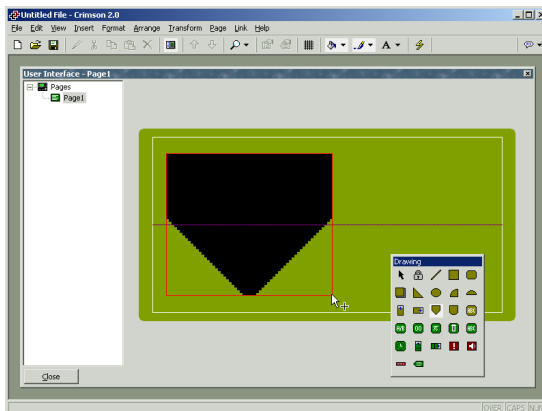 Untitled File - Crimson 2.0
File Edit View Insert Format Arrange Transform Page Link Help
User Interface - Page1
Pages
Page1
Drawing
Close
OVER CAPS NUM